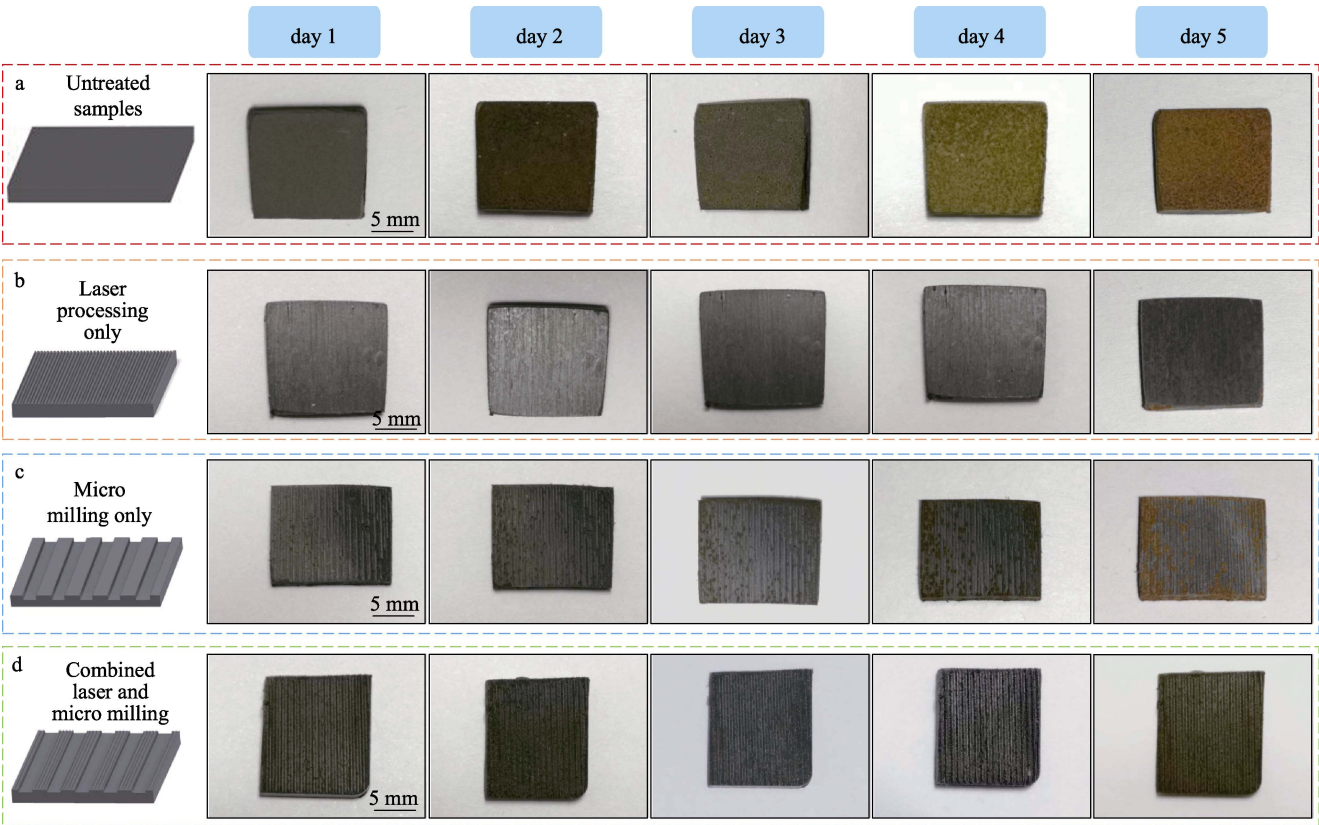 day 1 day 2 day 3 day 4 day 5
a Untreated
samples
5 mm
b Laser
processing
only
5 mm
c Micro
milling only
5 mm
d Combined
laser and
micro milling
5 mm